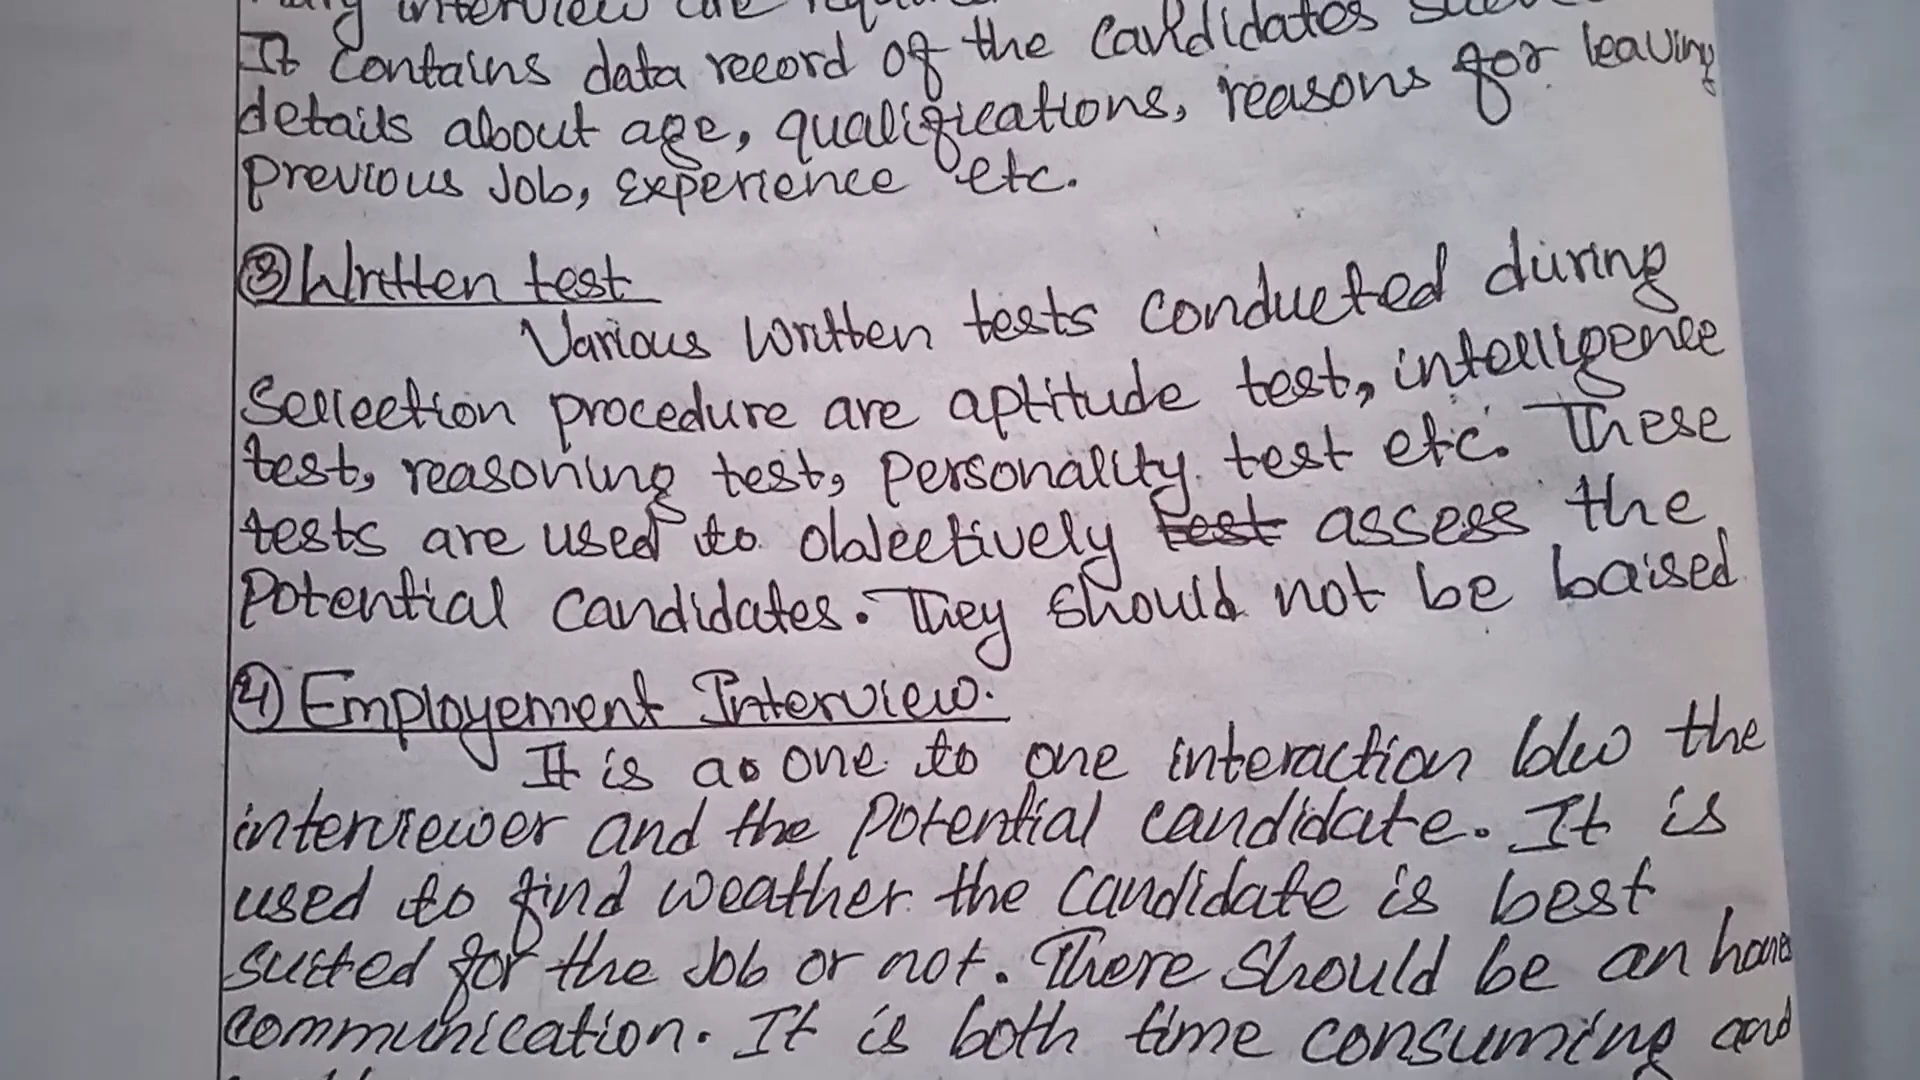 interview are
It contains data record of the candidates
details about age, qualifications, reasons for leaving
previous Job, Experience etc.
③ Written test
Various written tests conducted during
Sellection procedure are aptitude test, intelligence
test, reasoning test, Personality test etc. These
tests are used to objectively test assess the
Potential candidates. They should not be baised
④ Employement Interview.
It is as one to one interaction b/w the
interviewer and the Potential candidate. It is
used to find weather the candidate is best
suited for the Job or not. There should be an
communication. It is both time consuming and